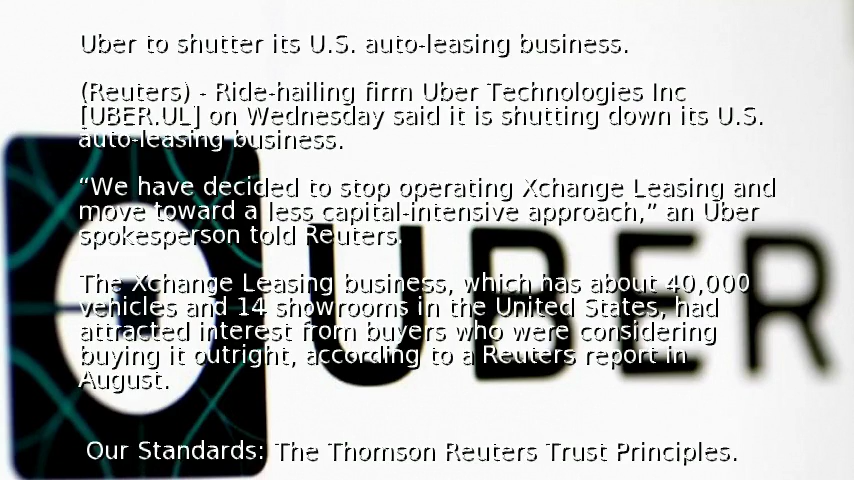 Uber to shutter its U.S. auto-leasing business.
(Reuters) - Ride-hailing firm Uber Technologies Inc
[UBER.UL] on Wednesday said it is shutting down its U.S.
auto-leasing business.
“We have decided to stop operating Xchange Leasing and
move toward a less capital-intensive approach,” an Uber
spokesperson told Reuters.
The Xchange Leasing business, which has about 40,000
vehicles and 14 showrooms in the United States, had
attracted interest from buyers who were considering
buying it outright, according to a Reuters report in
August.
UBER
Our Standards: The Thomson Reuters Trust Principles.